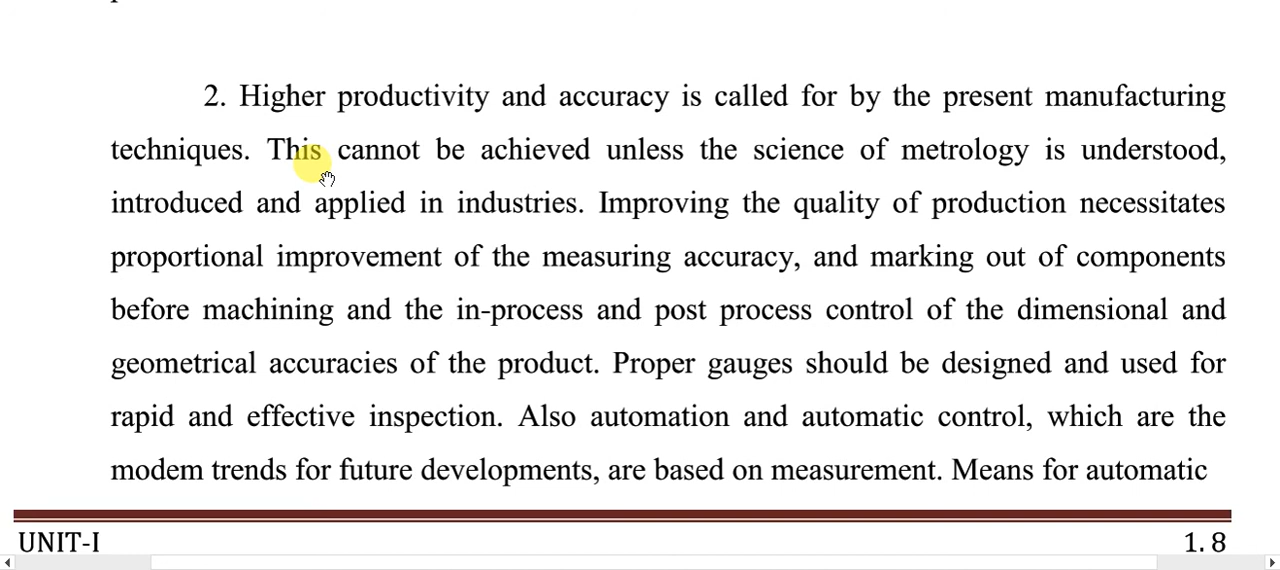 2. Higher productivity and accuracy is called for by the present manufacturing
techniques. This cannot be achieved unless the science of metrology is understood,
introduced and applied in industries. Improving the quality of production necessitates
proportional improvement of the measuring accuracy, and marking out of components
before machining and the in-process and post process control of the dimensional and
geometrical accuracies of the product. Proper gauges should be designed and used for
rapid and effective inspection. Also automation and automatic control, which are the
modem trends for future developments, are based on measurement. Means for automatic
UNIT-I 1. 8